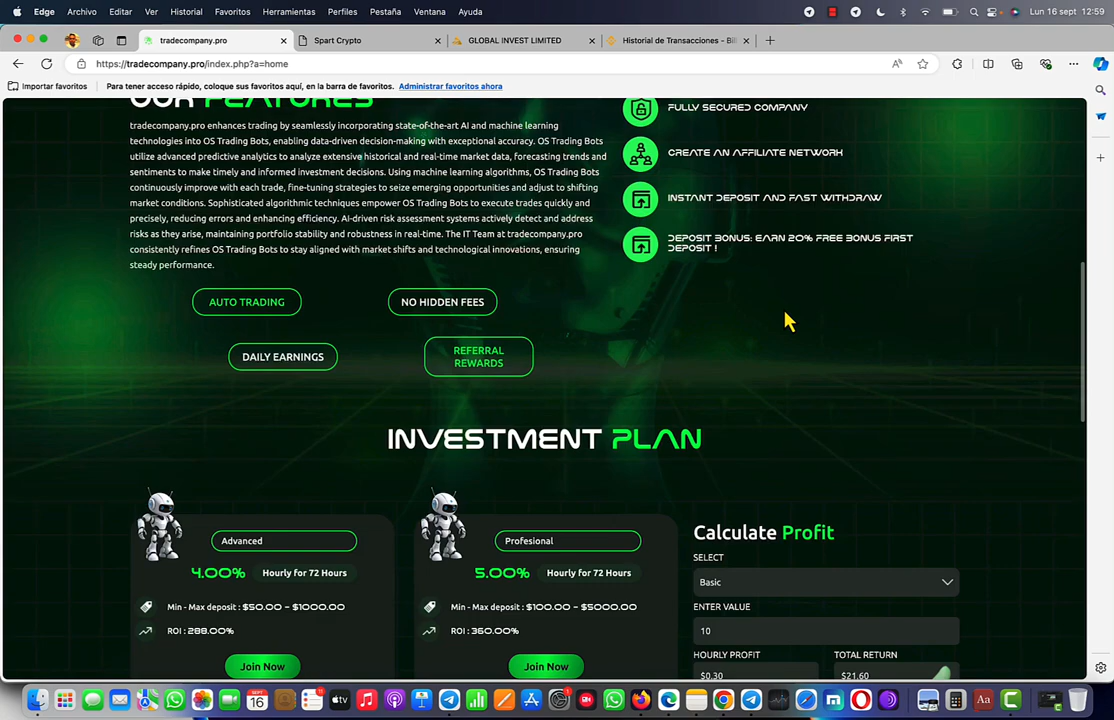 Edge Archivo Editar Ver Historial Favoritos Herramientas Perfiles Pestaña Ventana Ayuda Lun 16 sept 12:59
tradecompany.pro Spart Crypto GLOBAL INVEST LIMITED
https://tradecompany.pro/index.php?a=home
Importar favoritos Para tener acceso rápido, coloque sus favoritos aquí, en la barra de favoritos. Administrar favoritos ahora
OUR FEATURES
tradecompany.pro enhances trading by seamlessly incorporating state-of-the-art AI and machine learning
technologies into OS Trading Bots, enabling data-driven decision-making with exceptional accuracy. OS Trading Bots
utilize advanced predictive analytics to analyze extensive historical and real-time market data, forecasting trends and
sentiments to make timely and informed investment decisions. Using machine learning algorithms, OS Trading Bots
continuously improve with each trade, fine-tuning strategies to seize emerging opportunities and adjust to shifting
market conditions. Sophisticated algorithmic techniques empower OS Trading Bots to execute trades quickly and
precisely, reducing errors and enhancing efficiency. AI-driven risk assessment systems actively detect and address
risks as they arise, maintaining portfolio stability and robustness in real-time. The IT Team at tradecompany.pro
consistently refines OS Trading Bots to stay aligned with market shifts and technological innovations, ensuring
steady performance.
FULLY SECURED COMPANY
CREATE AN AFFILIATE NETWORK
INSTANT DEPOSIT AND FAST WITHDRAW
DEPOSIT BONUS: EARN 20% FREE BONUS FIRST
DEPOSIT !
AUTO TRADING
NO HIDDEN FEES
DAILY EARNINGS
REFERRAL
REWARDS
INVESTMENT PLAN
Advanced
4.00% Hourly for 72 Hours
Min - Max deposit : $50.00 - $1000.00
ROI : 288.00%
Join Now
Profesional
5.00% Hourly for 72 Hours
Min - Max deposit : $100.00 - $5000.00
ROI : 360.00%
Join Now
Calculate Profit
SELECT
Basic
ENTER VALUE
10
HOURLY PROFIT TOTAL RETURN
$0.30 $21.60
SEPT
16